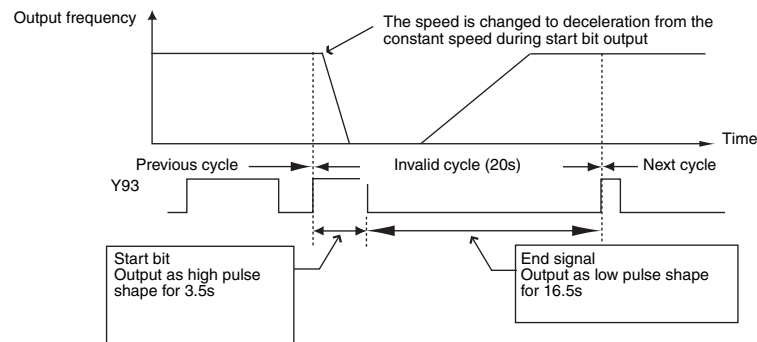 Output frequency
The speed is changed to deceleration from the
constant speed during start bit output
Time
Previous cycle
Invalid cycle (20s)
Next cycle
Y93
Start bit
Output as high pulse
shape for 3.5s
End signal
Output as low pulse shape
for 16.5s